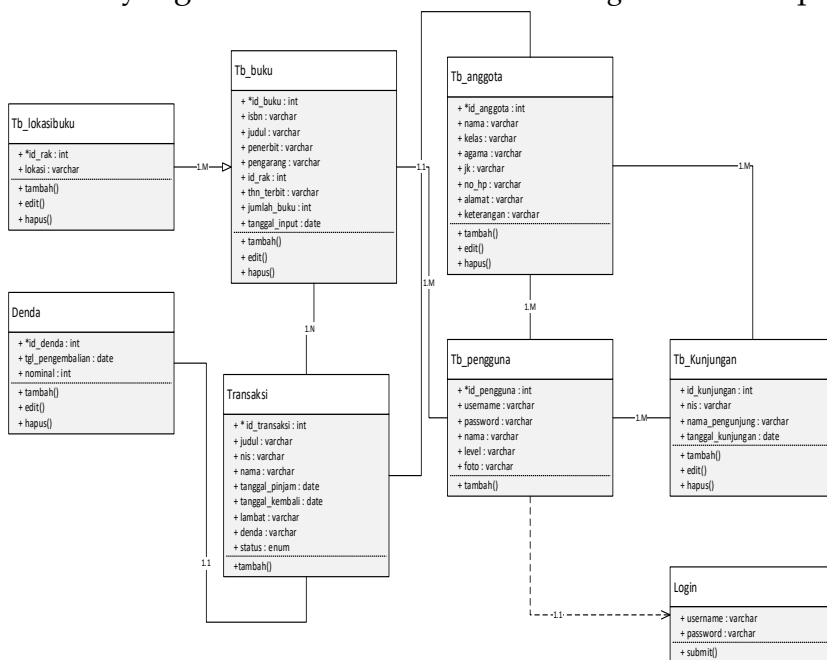 Tb_buku
+ *id_buku : int
+ isbn : varchar
+ judul : varchar
+ penerbit : varchar
+ pengarang : varchar
+ id_rak : int
+ thn_terbit : varchar
+ jumlah_buku : int
+ tanggal_input : date
+ tambah()
+ edit()
+ hapus()
Tb_anggota
+ *id_anggota : int
+ nama : varchar
+ kelas : varchar
+ agama : varchar
+ jk : varchar
+ no_hp : varchar
+ alamat : varchar
+ keterangan : varchar
+ tambah()
+ edit()
+ hapus()
Tb_lokasibuku
+ *id_rak : int
+ lokasi : varchar
+ tambah()
+ edit()
+ hapus()
1.M
1.1
1.M
1.M
1.M
1.N
Denda
+ *id_denda : int
+ tgl_pengembalian : date
+ nominal : int
+ tambah()
+ edit()
+ hapus()
Transaksi
+ * id_transaksi : int
+ judul : varchar
+ nis : varchar
+ nama : varchar
+ tanggal_pinjam : date
+ tanggal_kembali : date
+ lambat : varchar
+ denda : varchar
+ status : enum
+tambah()
Tb_pengguna
+ *id_pengguna : int
+ username : varchar
+ password : varchar
+ nama : varchar
+ level : varchar
+ foto : varchar
+ tambah()
1.M
Tb_Kunjungan
+ id_kunjungan : int
+ nis : varchar
+ nama_pengunjung : varchar
+ tanggal_kunjungan : date
+ tambah()
+ edit()
+ hapus()
1.1
1.1
Login
+ username : varchar
+ password : varchar
+ submit()